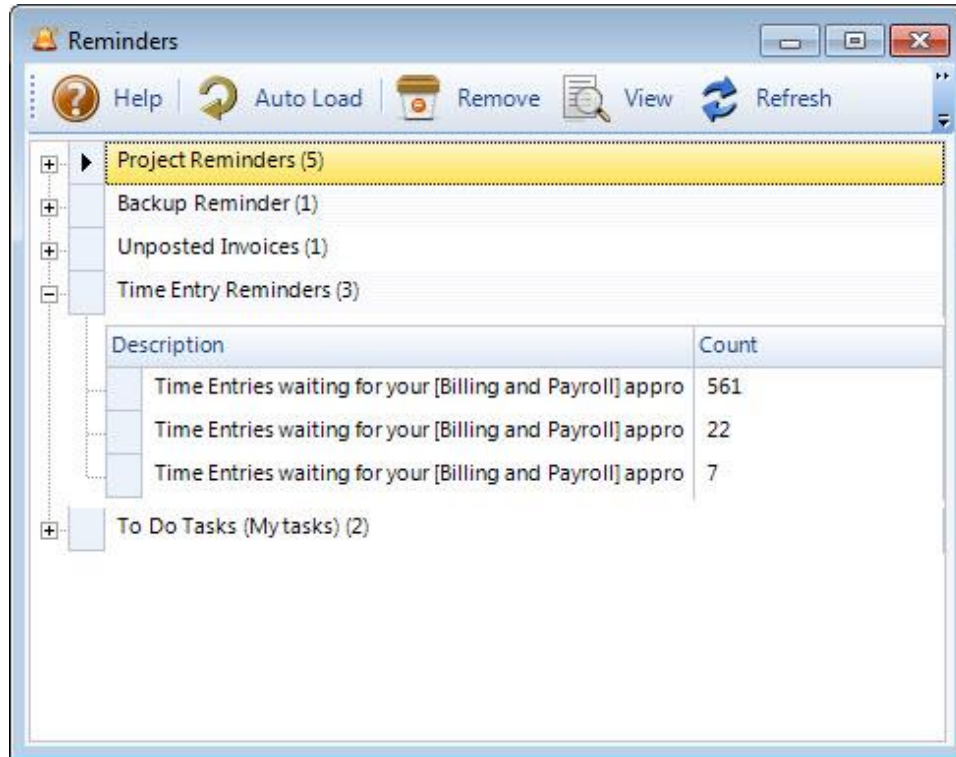 Reminders
Help Auto Load Remove View Refresh
Project Reminders (5)
Backup Reminder (1)
Unposted Invoices (1)
Time Entry Reminders (3)
Description Count
Time Entries waiting for your [Billing and Payroll] appro 561
Time Entries waiting for your [Billing and Payroll] appro 22
Time Entries waiting for your [Billing and Payroll] appro 7
To Do Tasks (My tasks) (2)